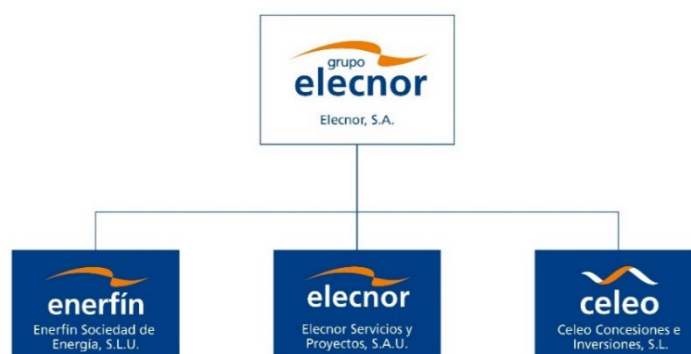 grupo
elecnor
Elecnor, S.A.
enerfín
Enerfín Sociedad de
Energía, S.L.U.
elecnor
Elecnor Servicios y
Proyectos, S.A.U.
celeo
Celeo Concesiones e
Inversiones, S.L.